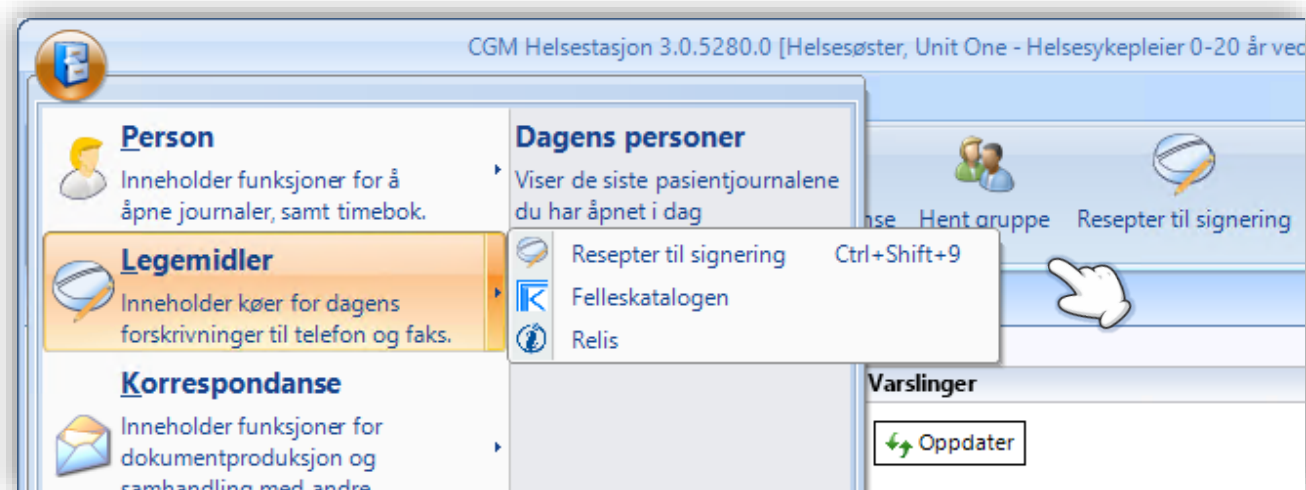 CGM Helsestasjon 3.0.5280.0 [Helsesøster, Unit One - Helsesykepleier 0-20 år ved
Person
Inneholder funksjoner for å
åpne journaler, samt timebok.
Legemidler
Inneholder køer for dagens
forskrivninger til telefon og faks.
Korrespondanse
Inneholder funksjoner for
dokumentproduksjon og
samhandling med andre
Dagens personer
Viser de siste pasientjournalene
du har åpnet i dag
Resepter til signering Ctrl+Shift+9
Felleskatalogen
Relis
Hent gruppe
Resepter til signering
Varslinger
Oppdater